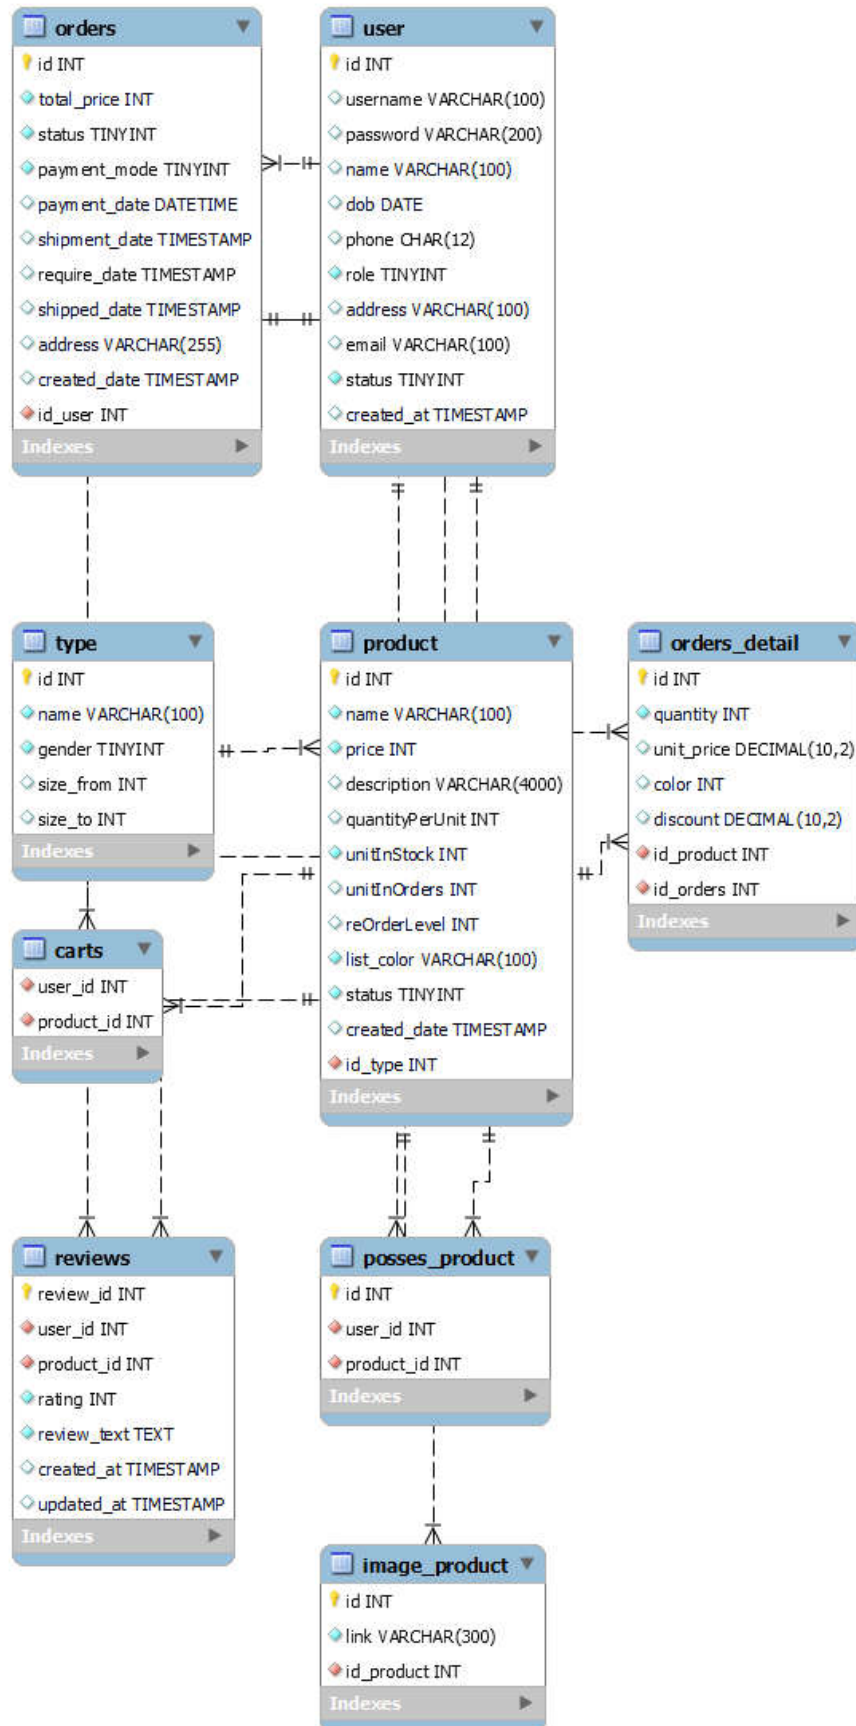 orders
id INT
total_price INT
status TINYINT
payment_mode TINYINT
payment_date DATETIME
shipment_date TIMESTAMP
require_date TIMESTAMP
shipped_date TIMESTAMP
address VARCHAR(255)
created_date TIMESTAMP
id_user INT
Indexes
user
id INT
username VARCHAR(100)
password VARCHAR(200)
name VARCHAR(100)
dob DATE
phone CHAR(12)
role TINYINT
address VARCHAR(100)
email VARCHAR(100)
status TINYINT
created_at TIMESTAMP
Indexes
type
id INT
name VARCHAR(100)
gender TINYINT
size_from INT
size_to INT
Indexes
product
id INT
name VARCHAR(100)
price INT
description VARCHAR(4000)
quantityPerUnit INT
unitInStock INT
unitInOrders INT
reOrderLevel INT
list_color VARCHAR(100)
status TINYINT
created_date TIMESTAMP
id_type INT
Indexes
orders_detail
id INT
quantity INT
unit_price DECIMAL(10,2)
color INT
discount DECIMAL(10,2)
id_product INT
id_orders INT
Indexes
carts
user_id INT
product_id INT
Indexes
reviews
review_id INT
user_id INT
product_id INT
rating INT
review_text TEXT
created_at TIMESTAMP
updated_at TIMESTAMP
Indexes
posses_product
id INT
user_id INT
product_id INT
Indexes
image_product
id INT
link VARCHAR(300)
id_product INT
Indexes